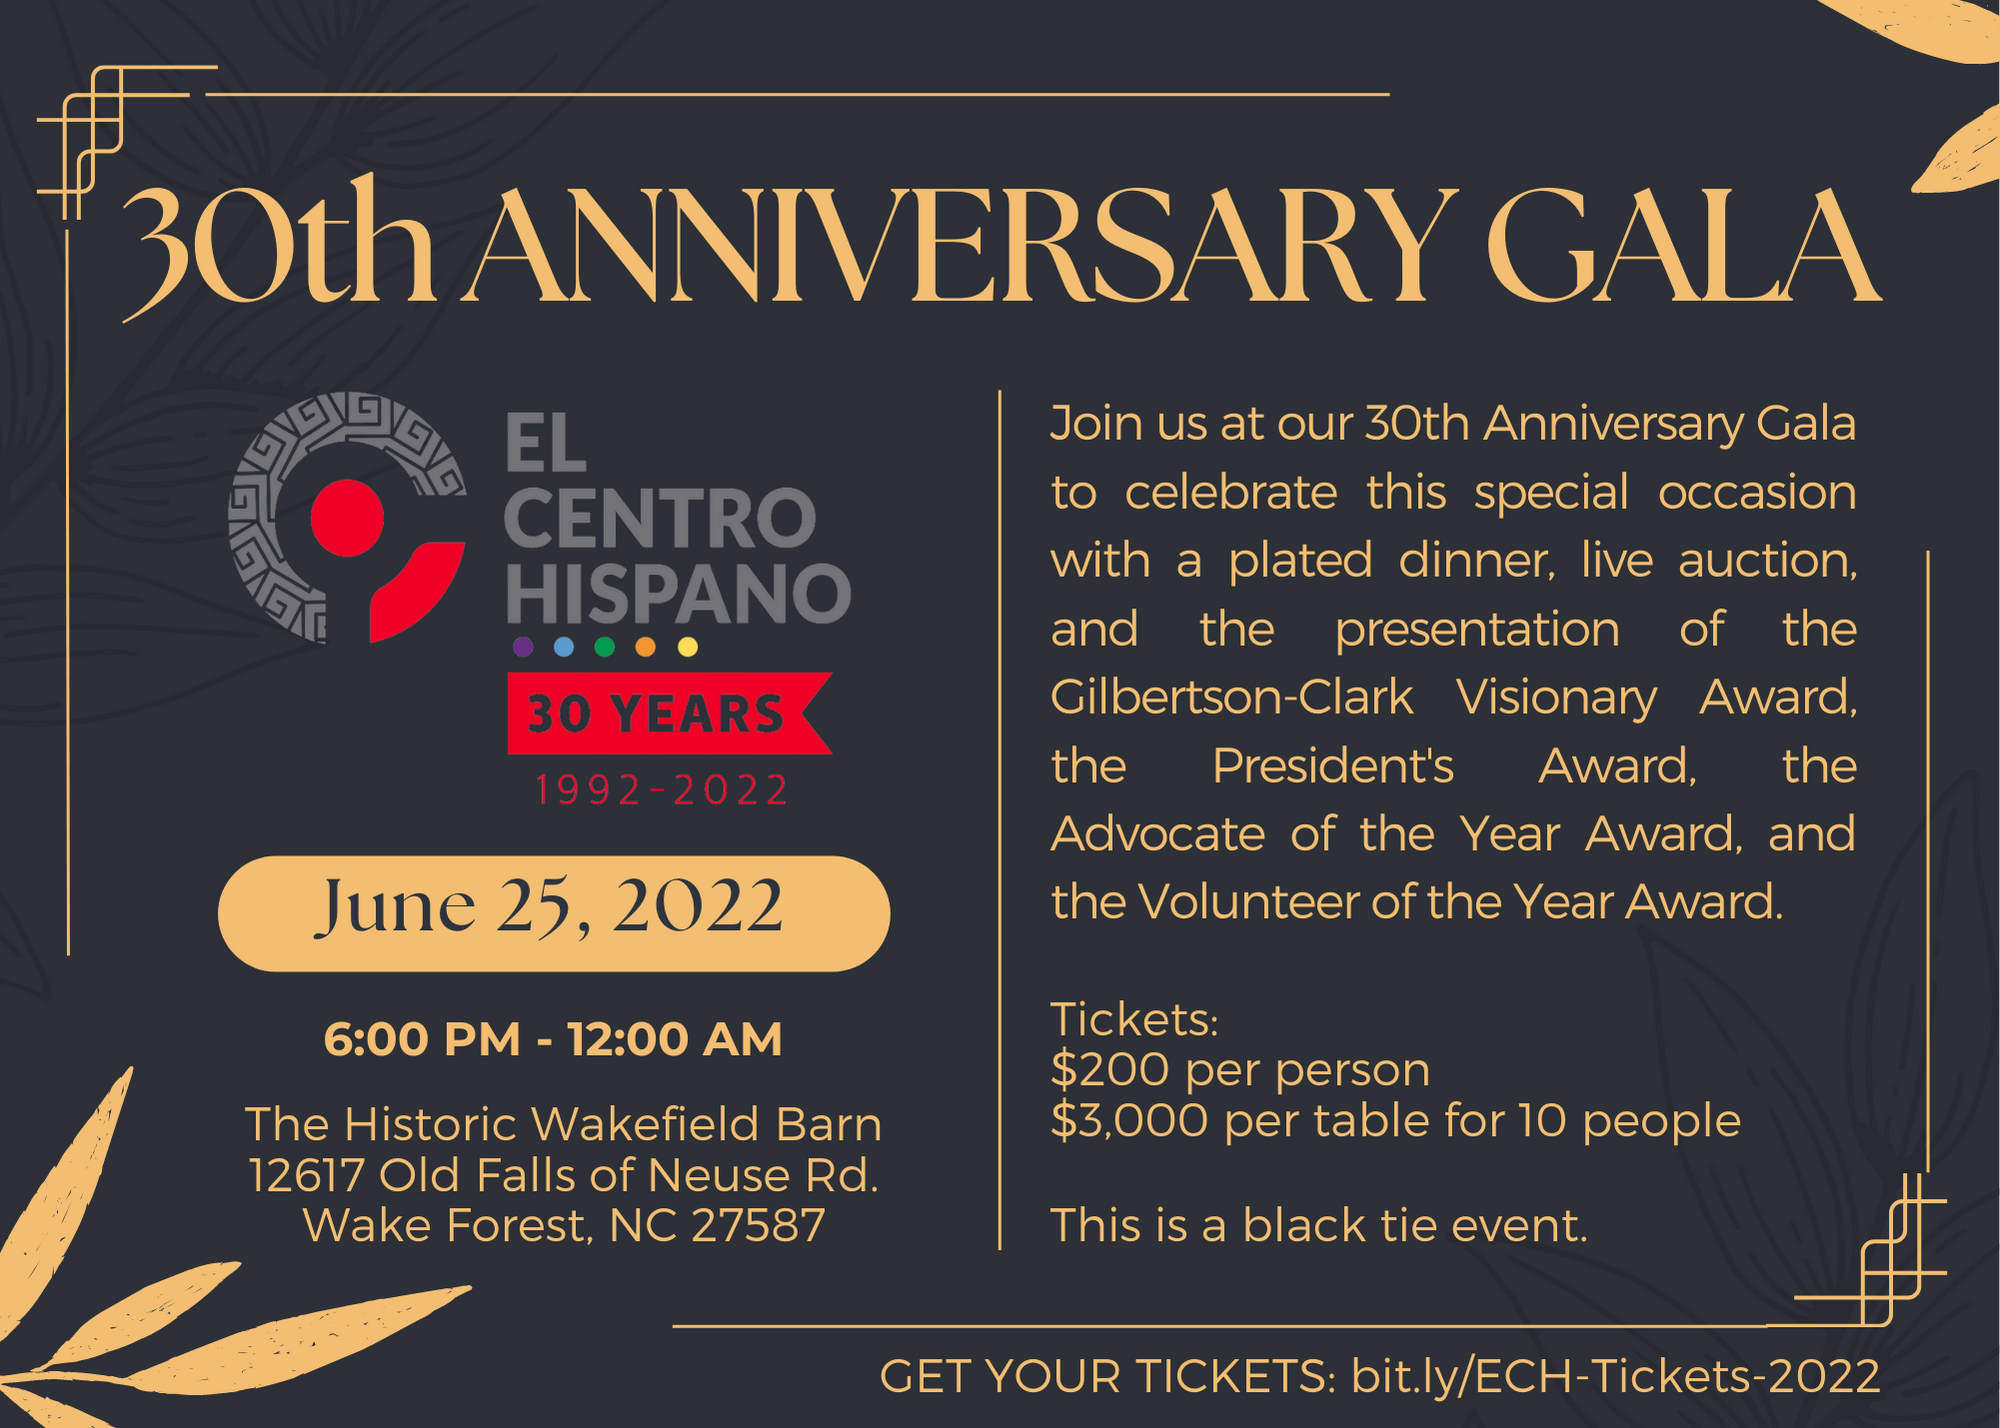 30th ANNIVERSARY GALA
EL
CENTRO
HISPANO
30 YEARS
1992-2022
June 25, 2022
6:00 PM - 12:00 AM
The Historic Wakefield Barn
12617 Old Falls of Neuse Rd.
Wake Forest, NC 27587
Join us at our 30th Anniversary Gala
to celebrate this special occasion
with a plated dinner, live auction,
and the presentation of the
Gilbertson-Clark Visionary Award,
the President's Award, the
Advocate of the Year Award, and
the Volunteer of the Year Award.
Tickets:
$200 per person
$3,000 per table for 10 people
This is a black tie event.
GET YOUR TICKETS: bit.ly/ECH-Tickets-2022